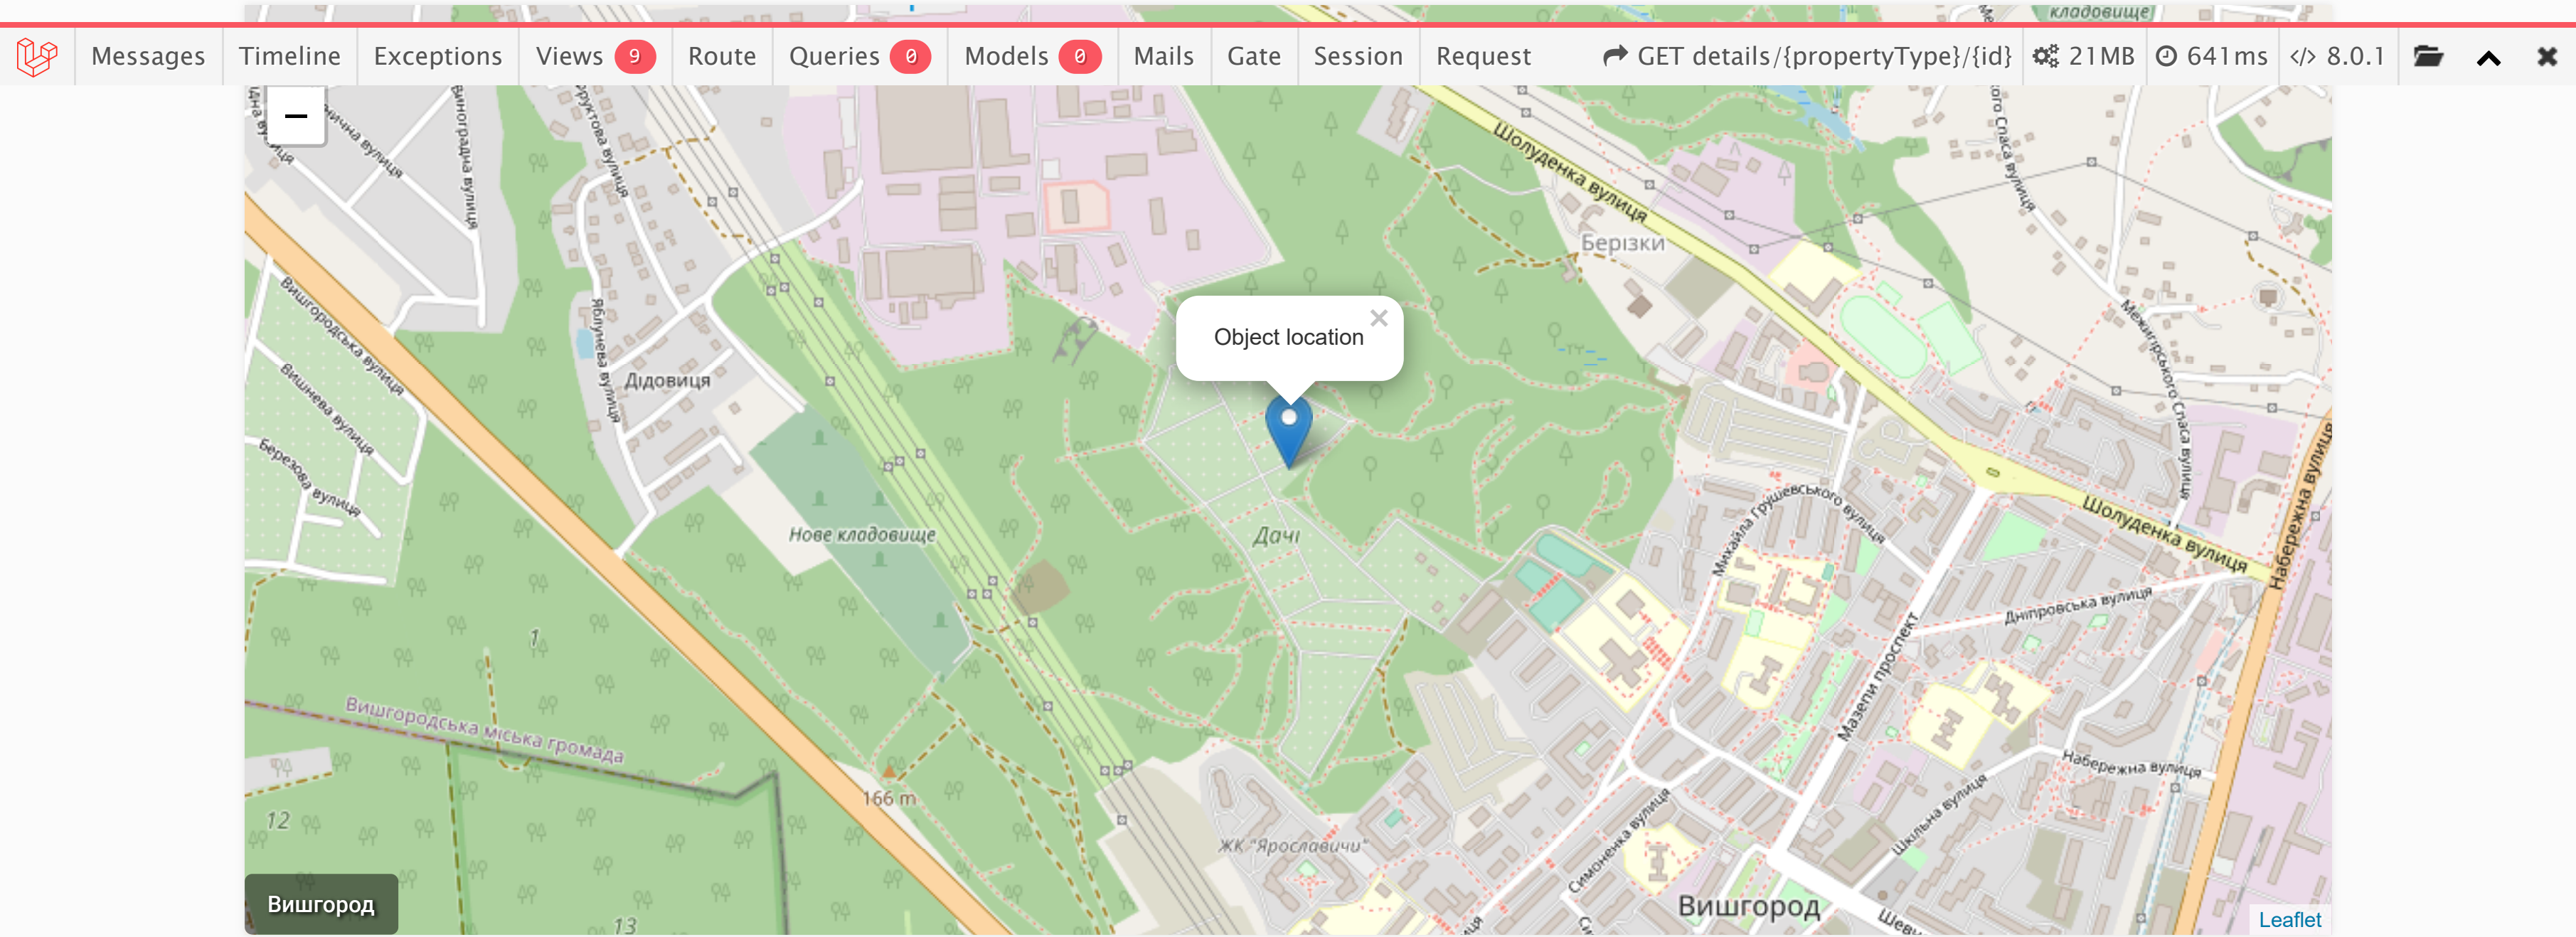 кладовище
Messages
Timeline
Exceptions
Views 9
Route
Queries 0
Models 0
Mails
Gate
Session
Request
GET details/{propertyType}/{id}
21MB
641ms
8.0.1
−
Виноградна вулиця
Шолуденка вулиця
Берізки
Вишгородська вулиця
Яблунева вулиця
Межигірського Спаса вулиця
Object location
×
Дідовиця
Вишнева вулиця
Березова вулиця
Набережна вулиця
Михайла Грушевського вулиця
Шолуденка вулиця
Нове кладовище
Дачі
Дніпровська вулиця
1
Мазепи проспект
Вишгородська міська громада
Набережна вулиця
166 m
12
Шкільна вулиця
Симоненка вулиця
ЖК "Ярославичи"
Вишгород
Вишгород
13
Leaflet